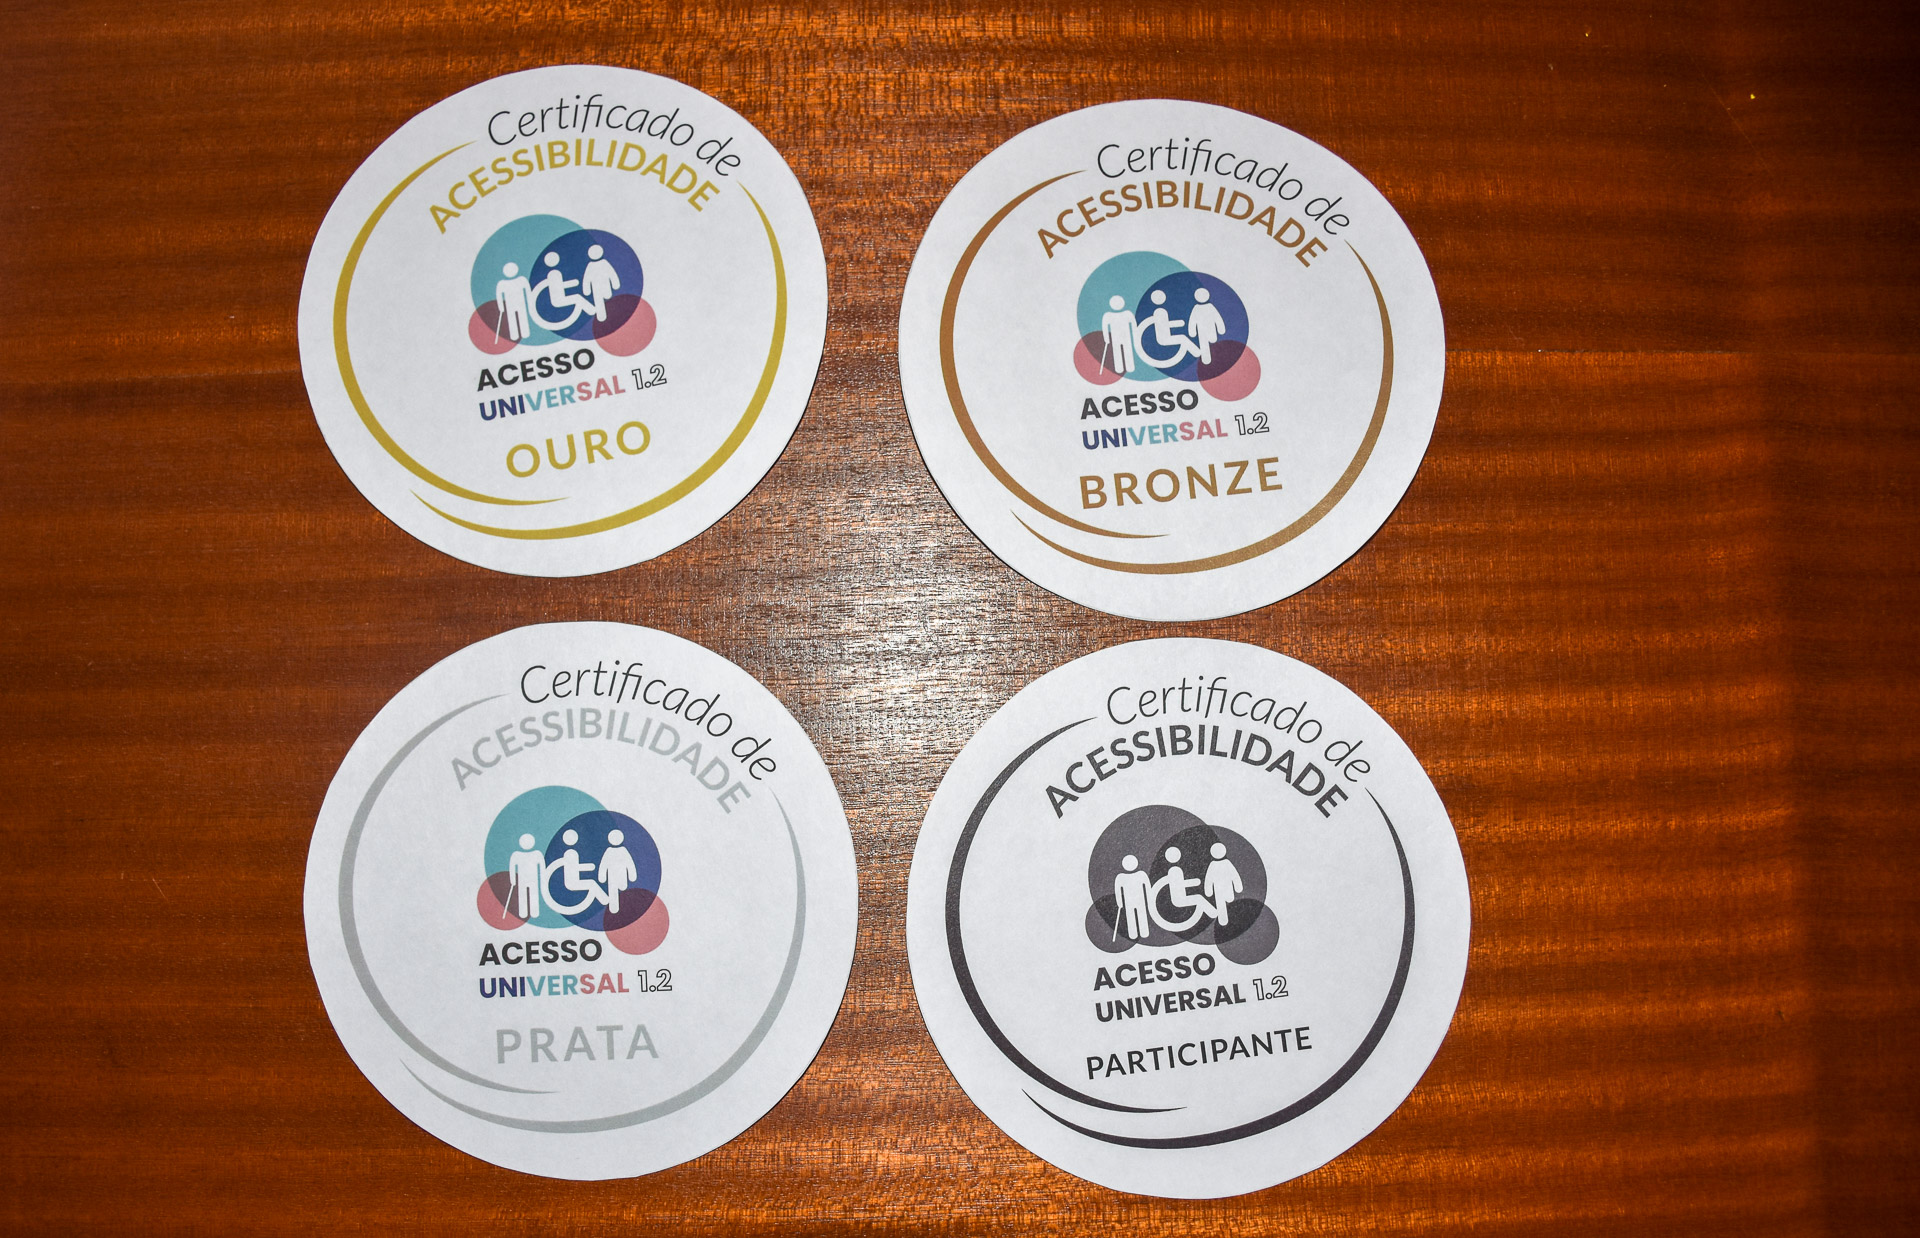 Certificado de
ACESSIBILIDADE
ACESSO
UNIVERSAL 1.2
OURO
Certificado de
ACESSIBILIDADE
ACESSO
UNIVERSAL 1.2
BRONZE
Certificado de
ACESSIBILIDADE
ACESSO
UNIVERSAL 1.2
PRATA
Certificado de
ACESSIBILIDADE
ACESSO
UNIVERSAL 1.2
PARTICIPANTE